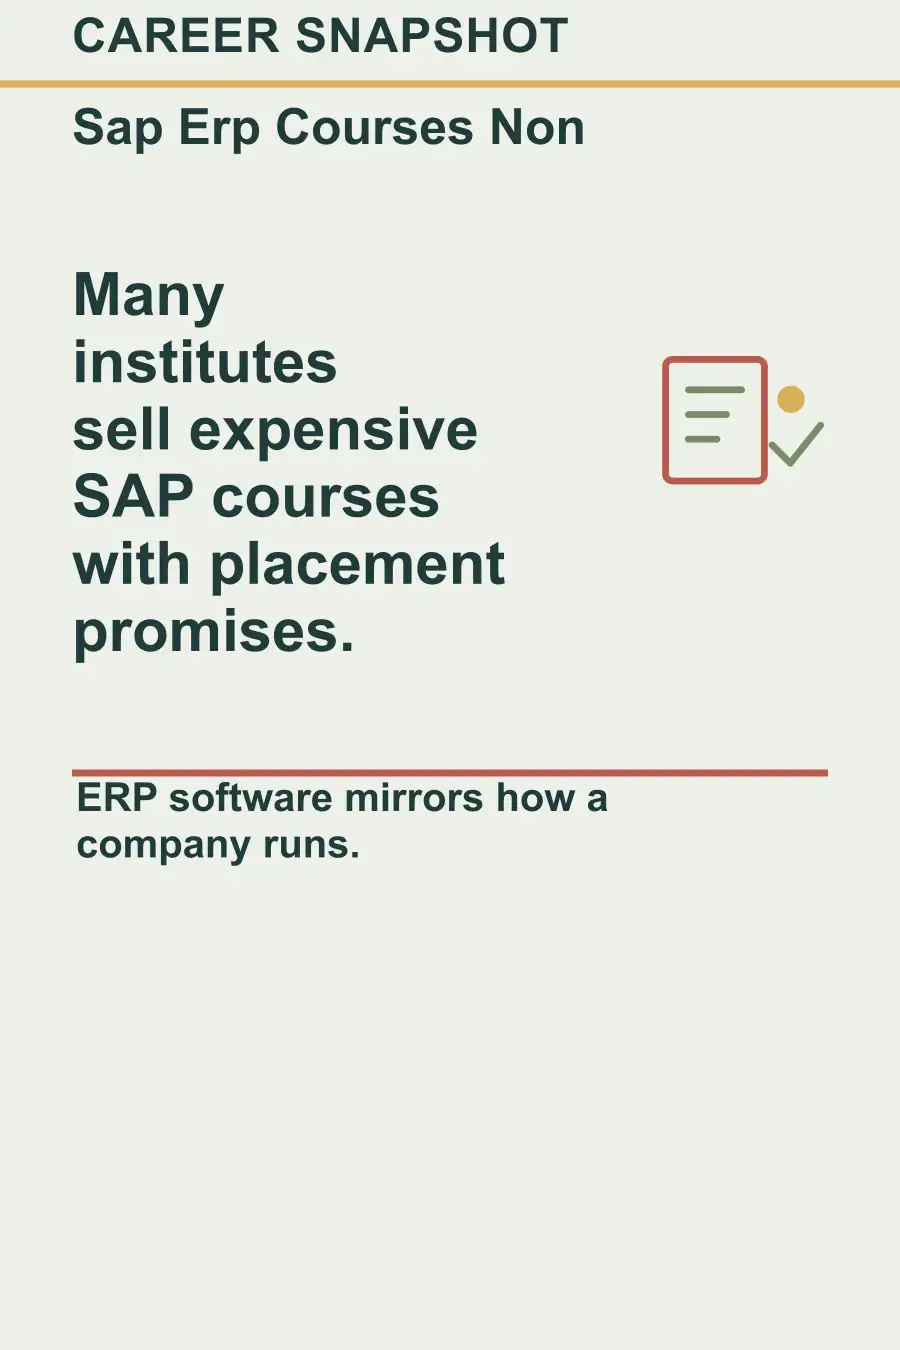 CAREER SNAPSHOT
Sap Erp Courses Non
Many
institutes
sell expensive
SAP courses
with placement
promises.
ERP software mirrors how a
company runs.